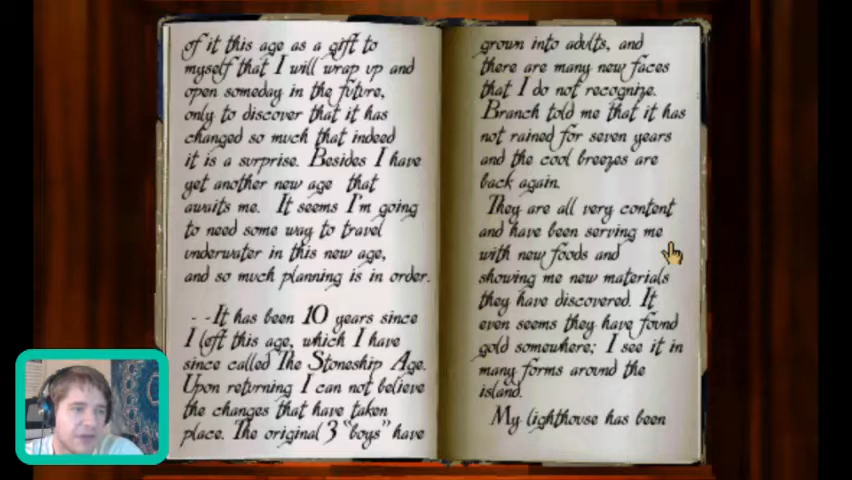 of it this age as a gift to
myself that I will wrap up and
open someday in the future,
only to discover that it has
changed so much that indeed
it is a surprise. Besides I have
yet another new age that
awaits me. It seems I'm going
to need some way to travel
underwater in this new age,
and so much planning is in order.
- -It has been 10 years since
I left this age, which I have
since called The Stoneship Age.
Upon returning I can not believe
the changes that have taken
place. The original 3 "boys" have
grown into adults, and
there are many new faces
that I do not recognize.
Branch told me that it has
not rained for seven years
and the cool breezes are
back again.
They are all very content
and have been serving me
with new foods and
showing me new materials
they have discovered. It
even seems they have found
gold somewhere; I see it in
many forms around the
island.
My lighthouse has been